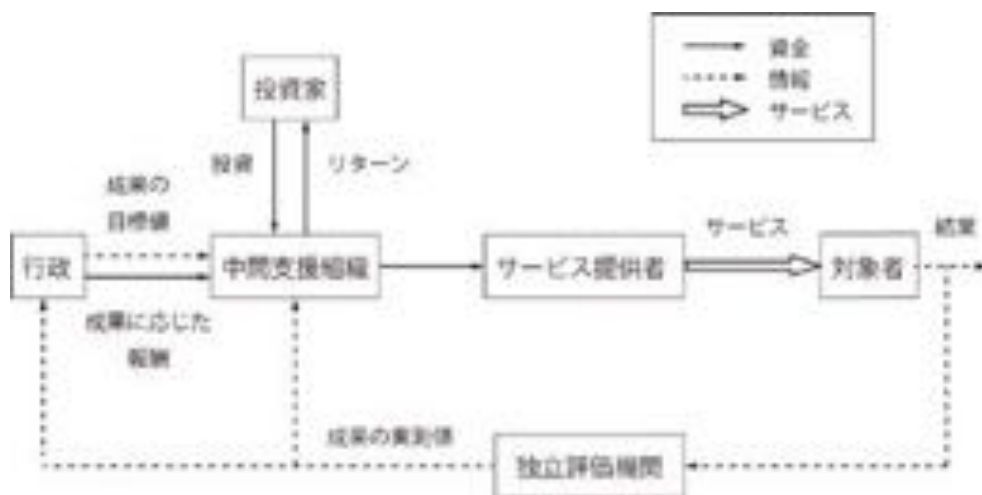 資金
情報
サービス
投資家
投資
リターン
成果の
目標値
サービス
結果
行政
中間支援組織
サービス提供者
対象者
成果に応じた
報酬
成果の実測値
独立評価機関